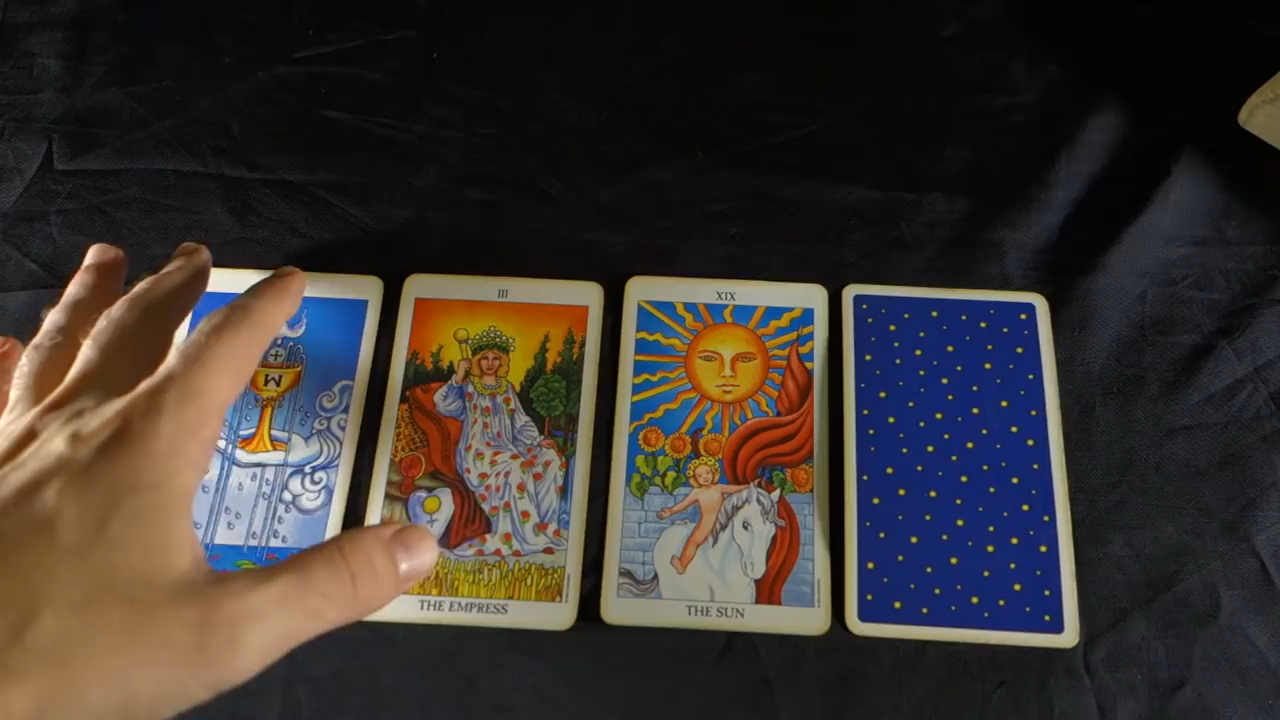 M
III
THE EMPRESS
XIX
THE SUN